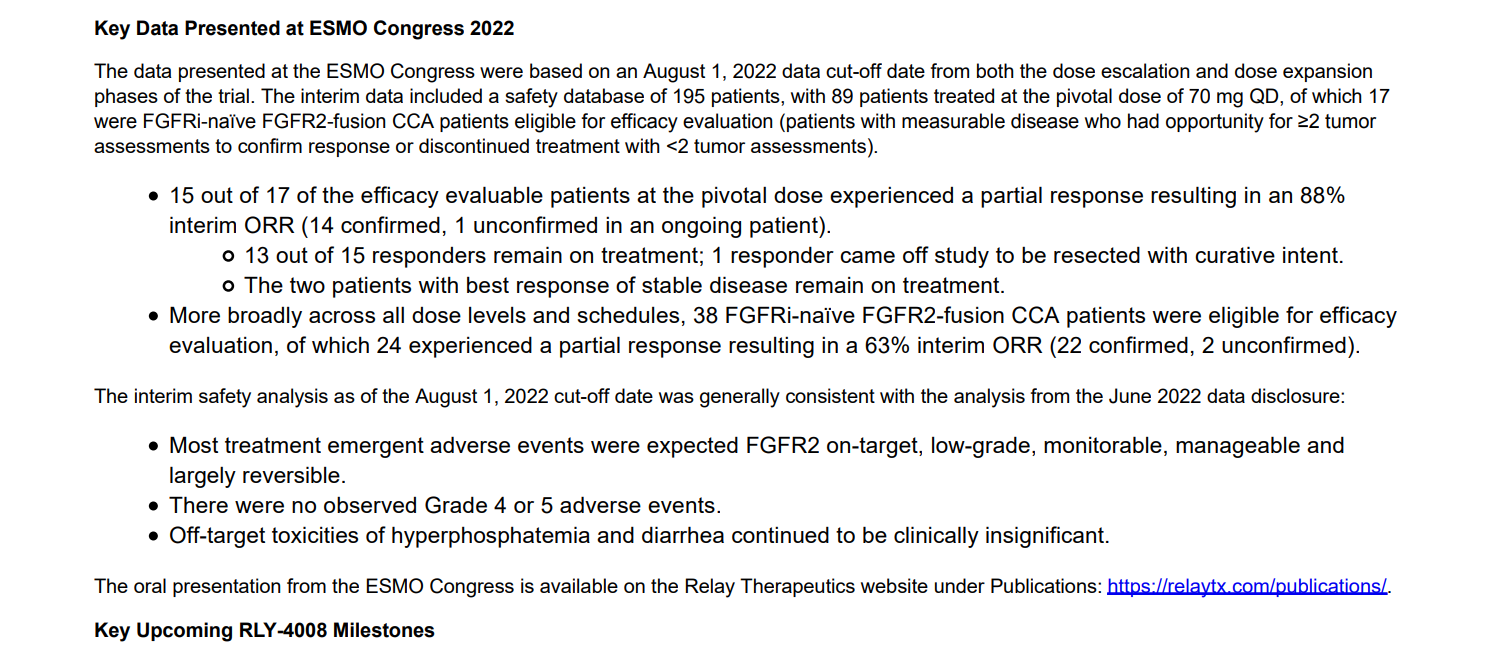 Key Data Presented at ESMO Congress 2022
The data presented at the ESMO Congress were based on an August 1, 2022 data cut-off date from both the dose escalation and dose expansion
phases of the trial. The interim data included a safety database of 195 patients, with 89 patients treated at the pivotal dose of 70 mg QD, of which 17
were FGFRi-naïve FGFR2-fusion CCA patients eligible for efficacy evaluation (patients with measurable disease who had opportunity for ≥2 tumor
assessments to confirm response or discontinued treatment with <2 tumor assessments).
• 15 out of 17 of the efficacy evaluable patients at the pivotal dose experienced a partial response resulting in an 88%
interim ORR (14 confirmed, 1 unconfirmed in an ongoing patient).
o 13 out of 15 responders remain on treatment; 1 responder came off study to be resected with curative intent.
o The two patients with best response of stable disease remain on treatment.
• More broadly across all dose levels and schedules, 38 FGFRi-naïve FGFR2-fusion CCA patients were eligible for efficacy
evaluation, of which 24 experienced a partial response resulting in a 63% interim ORR (22 confirmed, 2 unconfirmed).
The interim safety analysis as of the August 1, 2022 cut-off date was generally consistent with the analysis from the June 2022 data disclosure:
• Most treatment emergent adverse events were expected FGFR2 on-target, low-grade, monitorable, manageable and
largely reversible.
• There were no observed Grade 4 or 5 adverse events.
• Off-target toxicities of hyperphosphatemia and diarrhea continued to be clinically insignificant.
The oral presentation from the ESMO Congress is available on the Relay Therapeutics website under Publications: https://relaytx.com/publications/.
Key Upcoming RLY-4008 Milestones